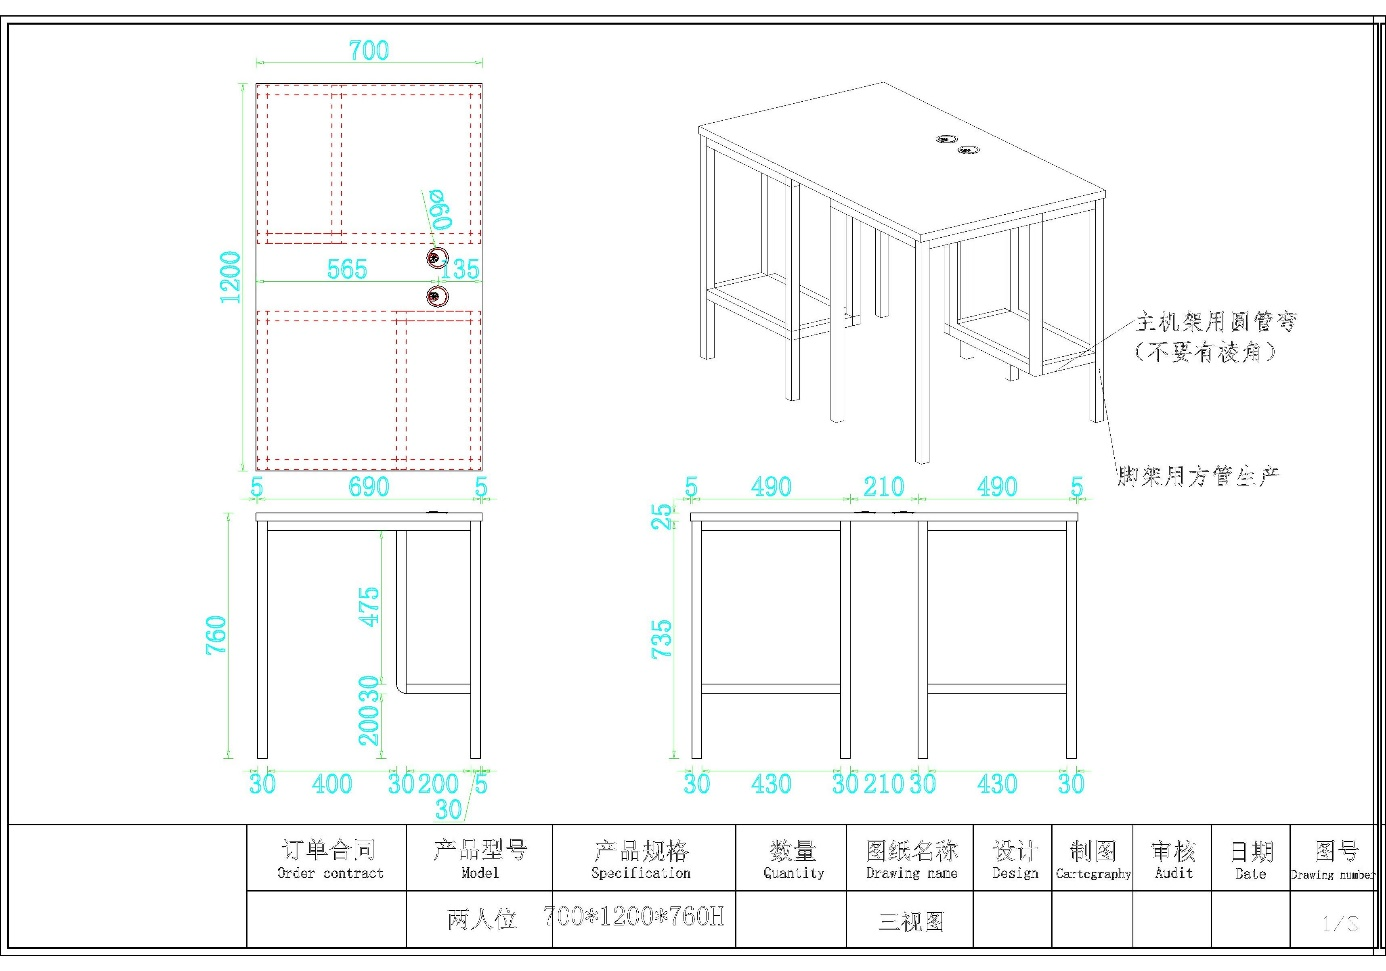 700
1200
ø60
565
135
主机架用圆管弯
（不要有棱角）
脚架用方管生产
5
690
5
5
490
210
490
5
760
475
30
200
25
735
30
400
30
200
5
30
30
430
30
210
30
430
30
订单合同
Order contract
产品型号
Model
产品规格
Specification
数量
Quantity
图纸名称
Drawing name
设计
Design
制图
Cartography
审核
Audit
日期
Date
图号
Drawing number
两人位
700*1200*760H
三视图
1/S